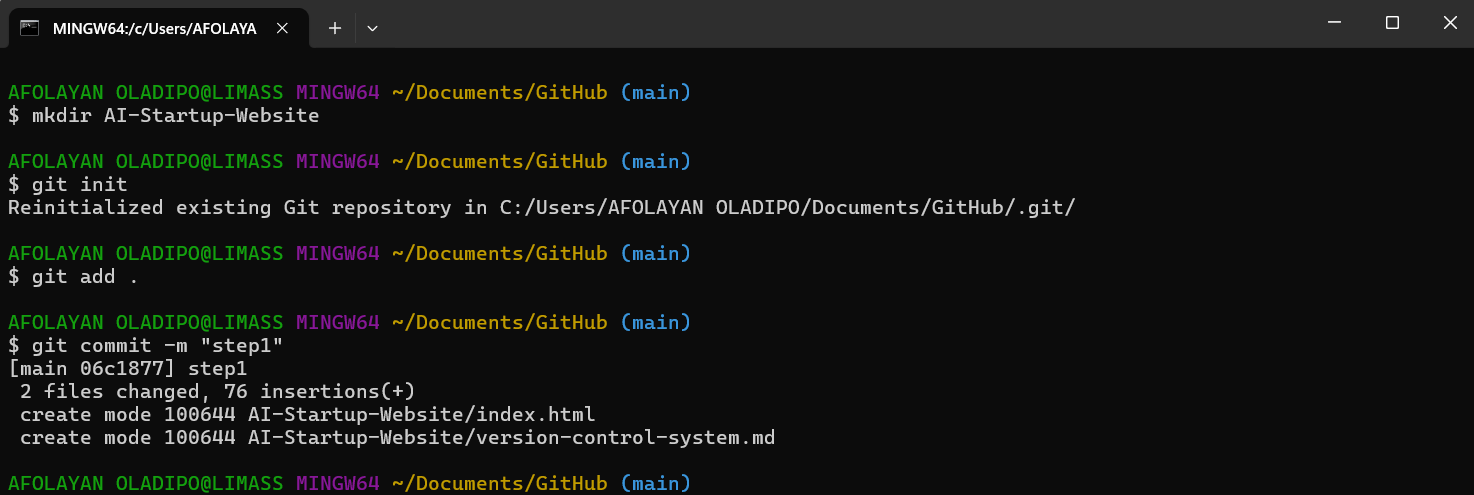 MINGW64:/c/Users/AFOLAYA
AFOLAYAN OLADIPO@LIMASS MINGW64 ~/Documents/GitHub (main)
$ mkdir AI-Startup-Website
AFOLAYAN OLADIPO@LIMASS MINGW64 ~/Documents/GitHub (main)
$ git init
Reinitialized existing Git repository in C:/Users/AFOLAYAN OLADIPO/Documents/GitHub/.git/
AFOLAYAN OLADIPO@LIMASS MINGW64 ~/Documents/GitHub (main)
$ git add .
AFOLAYAN OLADIPO@LIMASS MINGW64 ~/Documents/GitHub (main)
$ git commit -m "step1"
[main 06c1877] step1
 2 files changed, 76 insertions(+)
 create mode 100644 AI-Startup-Website/index.html
 create mode 100644 AI-Startup-Website/version-control-system.md
AFOLAYAN OLADIPO@LIMASS MINGW64 ~/Documents/GitHub (main)